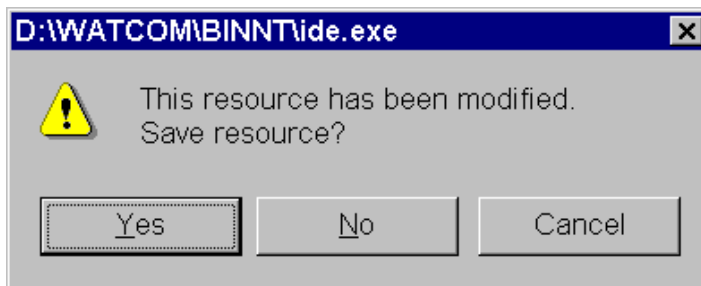 D:\WATCOM\BINNT\ide.exe
This resource has been modified.
Save resource?
Yes No Cancel